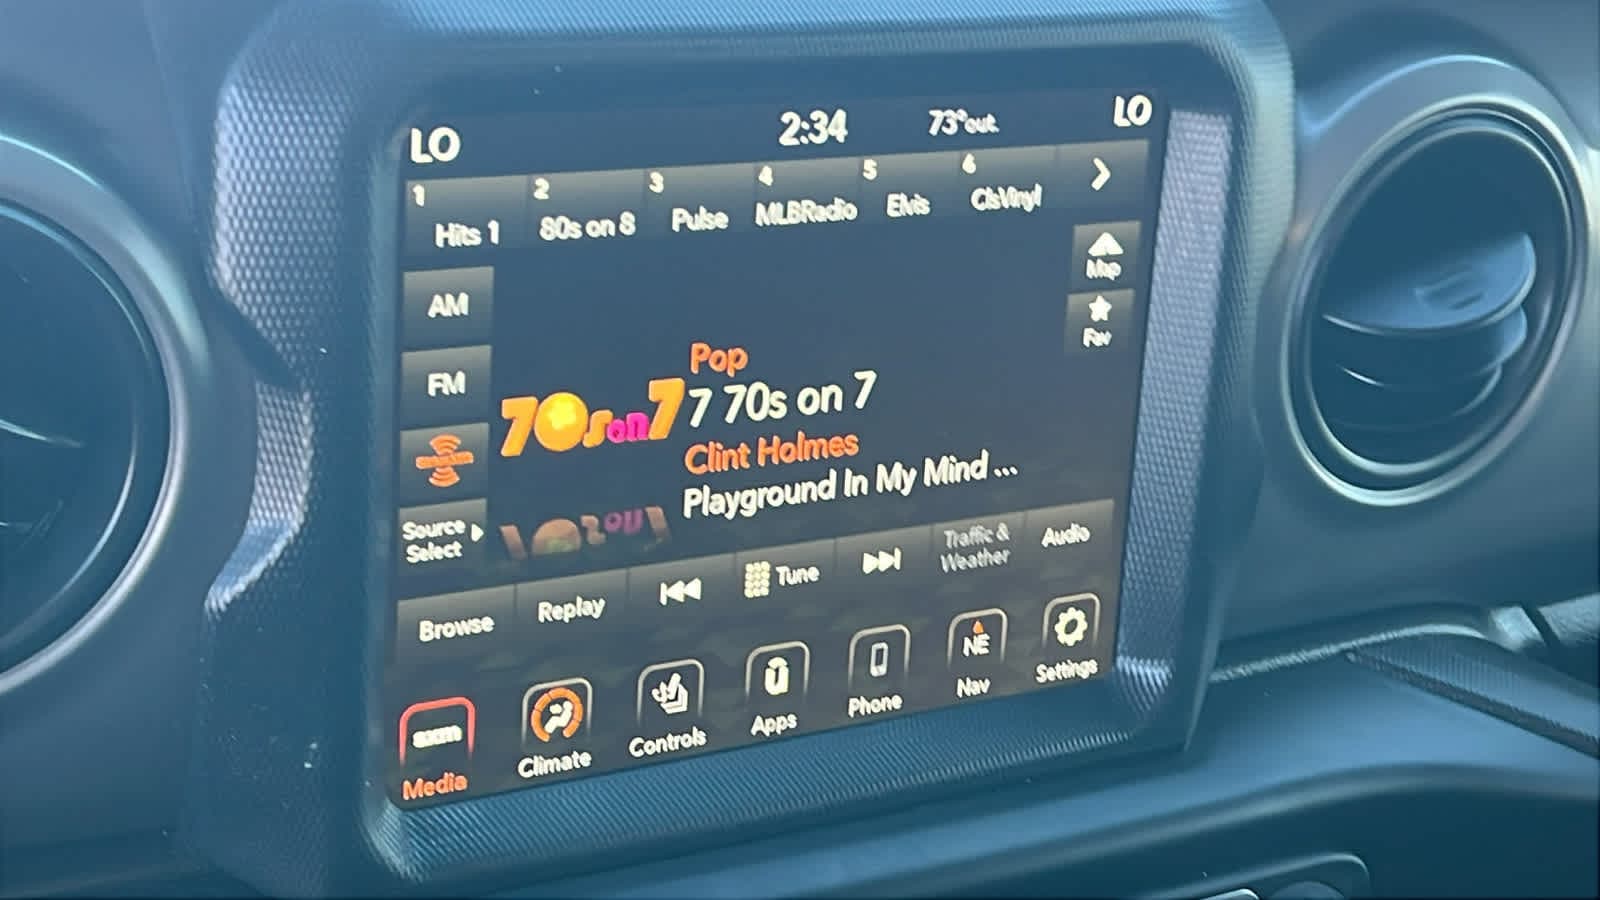 LO 2:34 73°out. LO
1 2 3 4 5 6
Hits 1 80s on 8 Pulse MLBRadio Elvis ClsVinyl
Map
AM
Fav
FM
Pop
70s on 7
7 70s on 7
Clint Holmes
Playground In My Mind ...
Source
Select
Browse Replay Tune Traffic &
Weather Audio
sxm
Media Climate Controls Apps Phone NE
Nav Settings